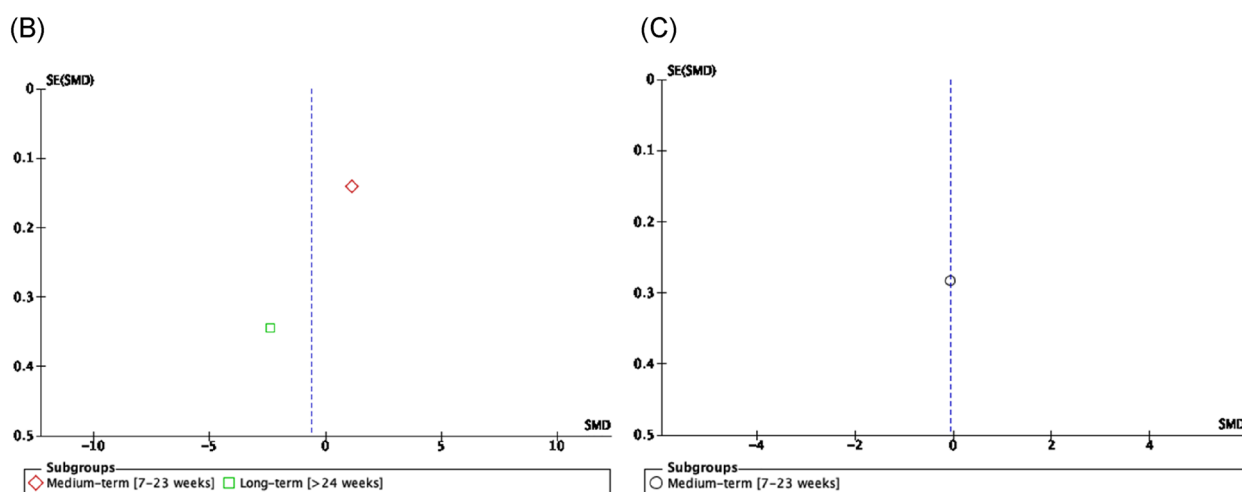 (B)
SE(SMD)
0
0.1
0.2
0.3
0.4
0.5
SMD
-10
-5
0
5
10
Subgroups
Medium-term [7-23 weeks] Long-term [>24 weeks]
(C)
SE(SMD)
0
0.1
0.2
0.3
0.4
0.5
SMD
-4
-2
0
2
4
Subgroups
Medium-term [7-23 weeks]